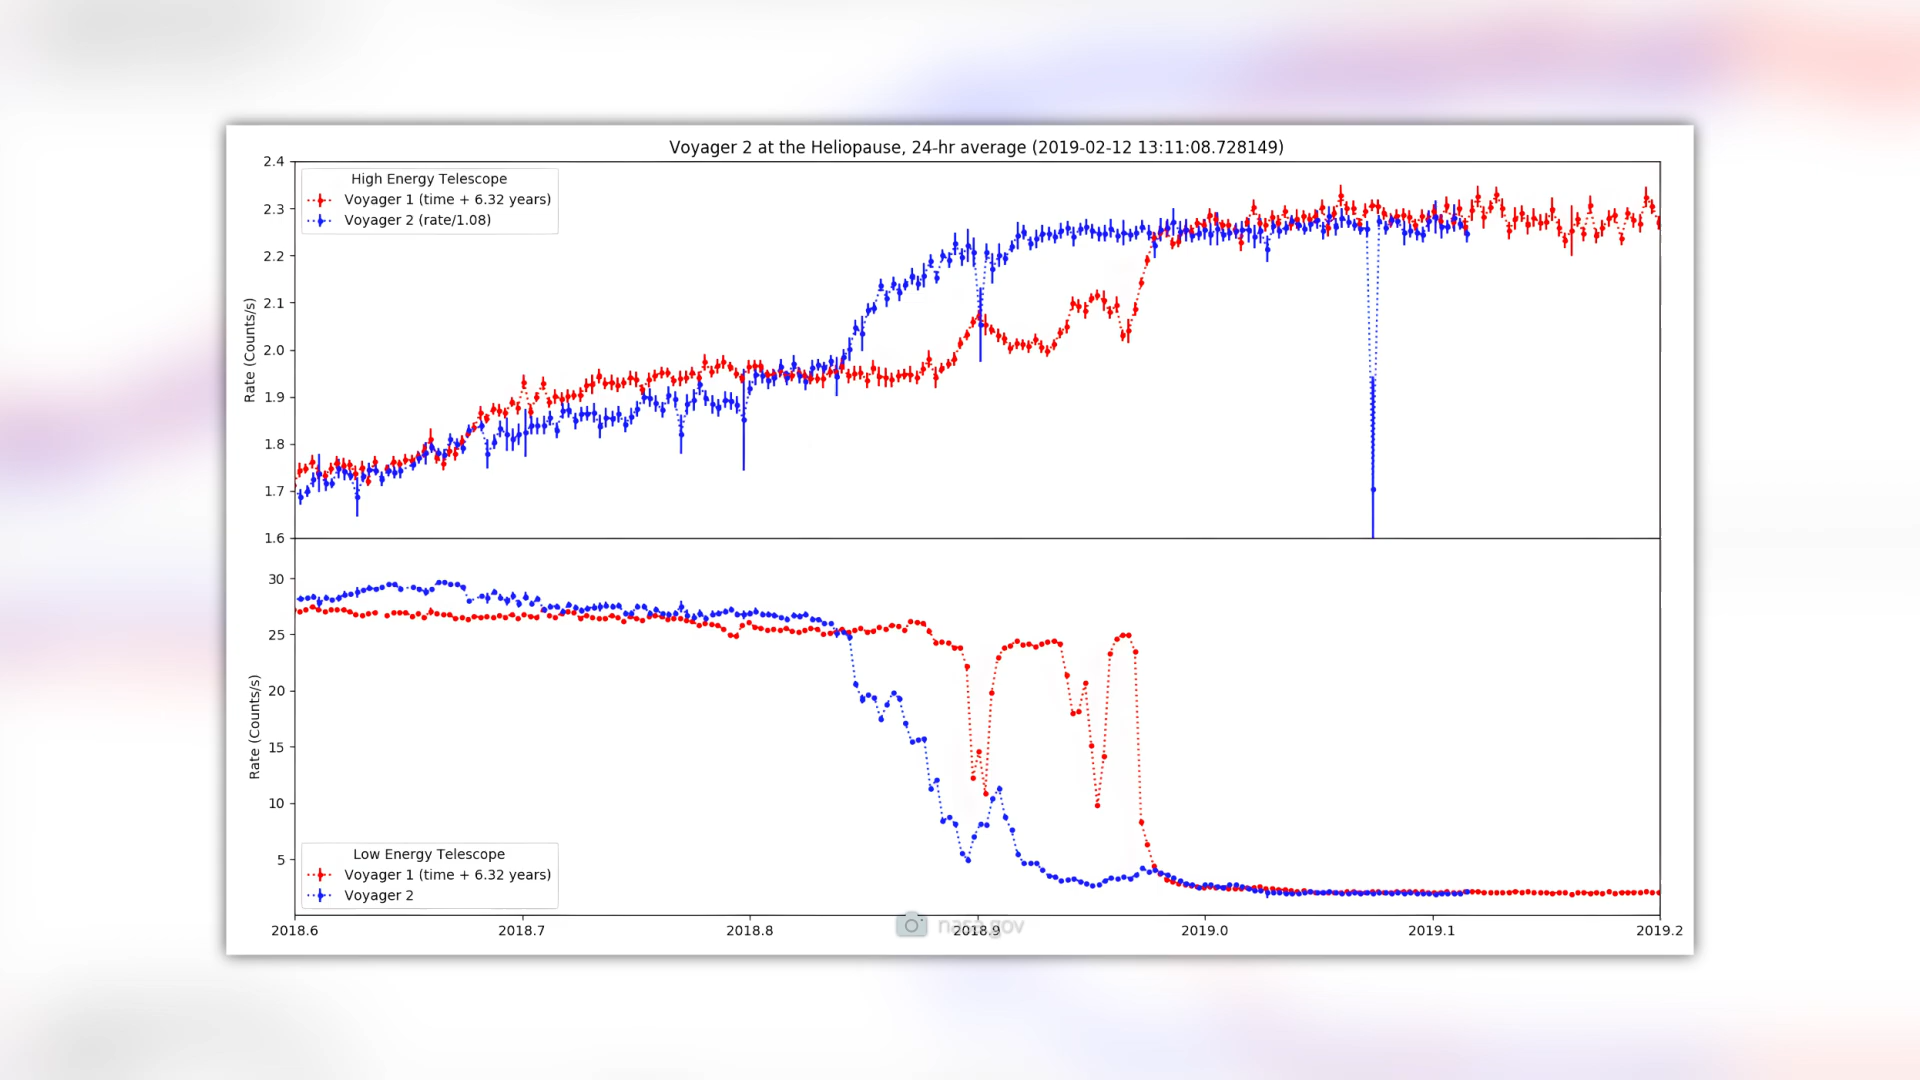 Voyager 2 at the Heliopause, 24-hr average (2019-02-12 13:11:08.728149)
2.4
2.3
2.2
2.1
2.0
1.9
1.8
1.7
1.6
Rate (Counts/s)
High Energy Telescope
Voyager 1 (time + 6.32 years)
Voyager 2 (rate/1.08)
30
25
20
15
10
5
Rate (Counts/s)
Low Energy Telescope
Voyager 1 (time + 6.32 years)
Voyager 2
nasa.gov
2018.6 2018.7 2018.8 2018.9 2019.0 2019.1 2019.2